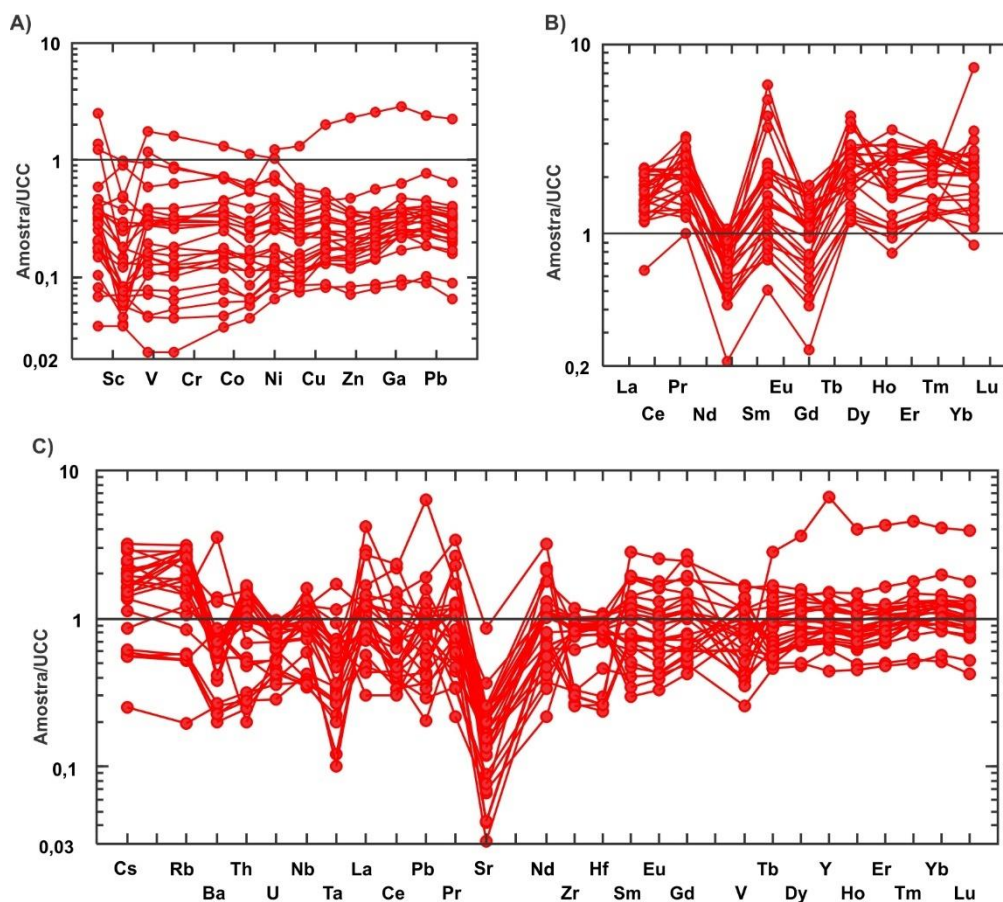 A)
10
1
0,1
0,02
Amostra/UCC
Sc V Cr Co Ni Cu Zn Ga Pb
B)
10
1
0,2
Amostra/UCC
La Pr Eu Tb Ho Tm Lu
Ce Nd Sm Gd Dy Er Yb
C)
10
1
0,1
0,03
Amostra/UCC
Cs Rb Th Nb La Pb Sr Nd Hf Eu Tb Y Er Yb
Ba U Ta Ce Pr Zr Sm Gd V Dy Ho Tm Lu